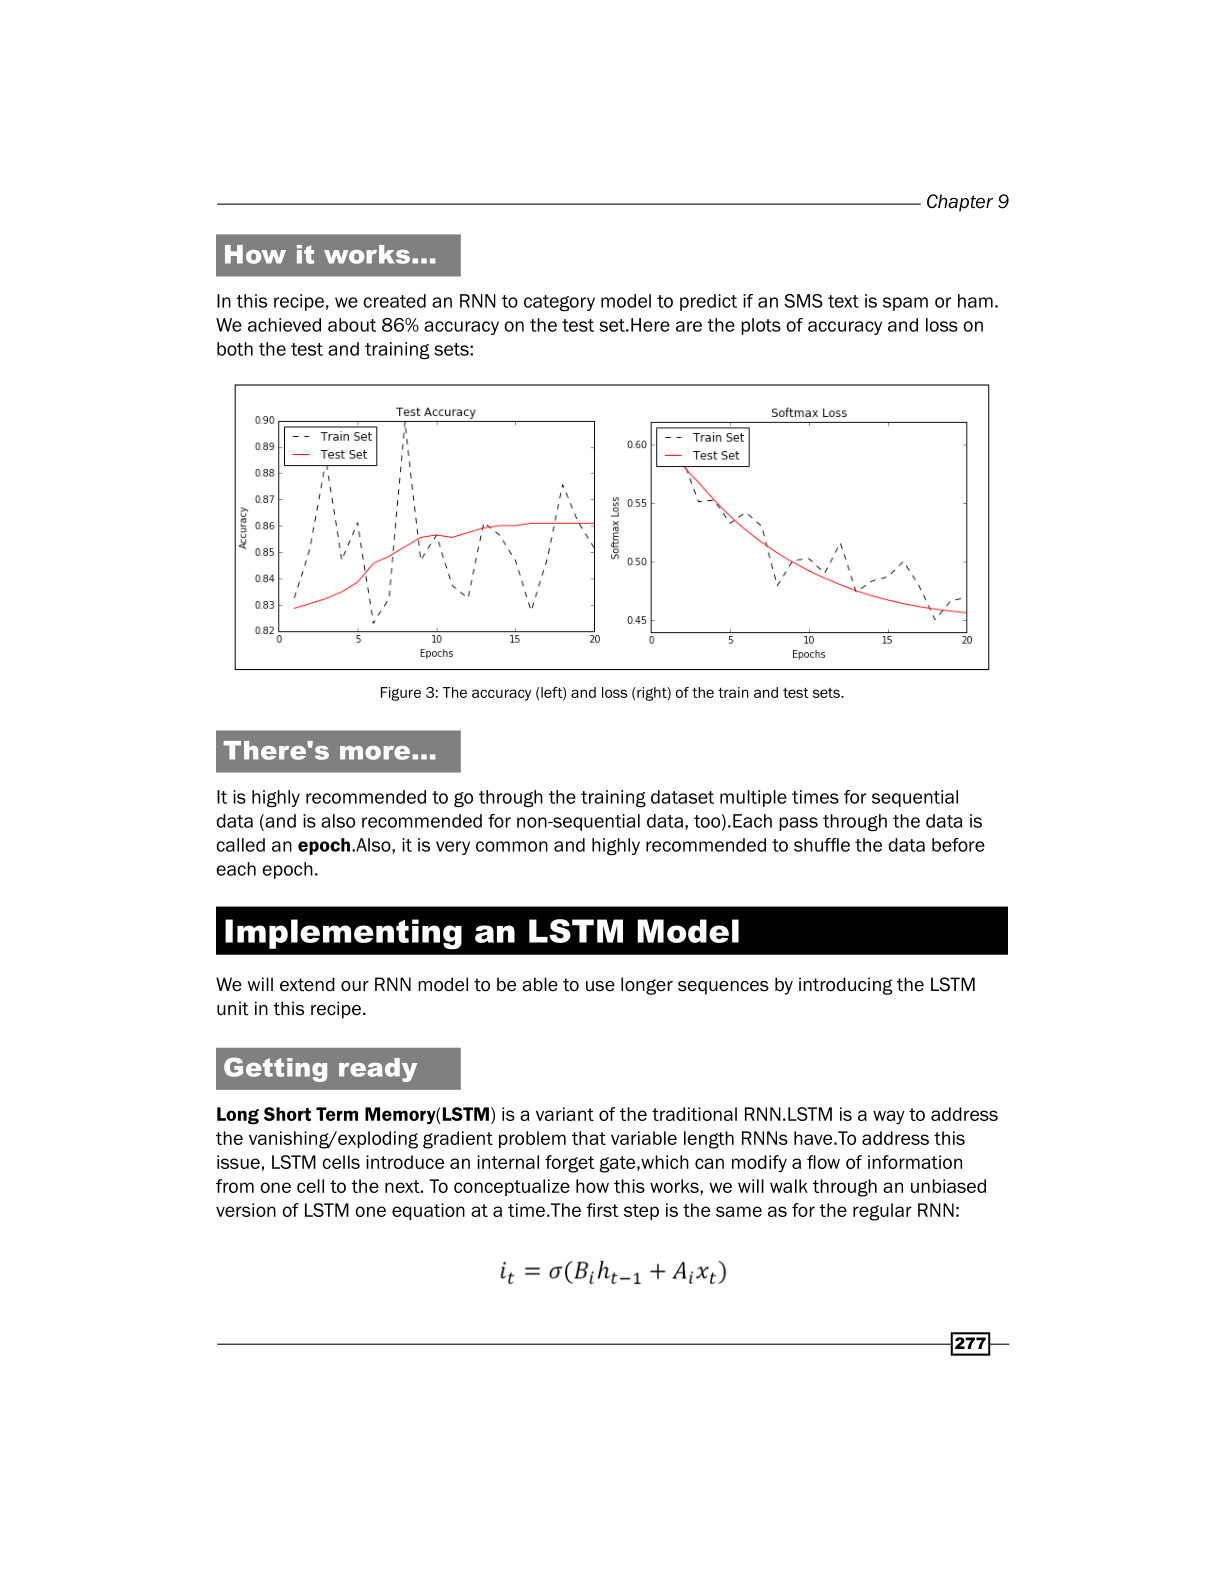 Chapter 9
How it works…
In this recipe, we created an RNN to category model to predict if an SMS text is spam or ham.
We achieved about 86% accuracy on the test set.Here are the plots of accuracy and loss on
both the test and training sets:
Test Accuracy
0.90
0.89
0.88
0.87
0.86
0.85
0.84
0.83
0.82
Accuracy
Train Set
Test Set
0 5 10 15 20
Epochs
Softmax Loss
0.60
0.55
0.50
0.45
Softmax Loss
Train Set
Test Set
0 5 10 15 20
Epochs
Figure 3: The accuracy (left) and loss (right) of the train and test sets.
There's more…
It is highly recommended to go through the training dataset multiple times for sequential
data (and is also recommended for non-sequential data, too).Each pass through the data is
called an epoch.Also, it is very common and highly recommended to shuffle the data before
each epoch.
Implementing an LSTM Model
We will extend our RNN model to be able to use longer sequences by introducing the LSTM
unit in this recipe.
Getting ready
Long Short Term Memory(LSTM) is a variant of the traditional RNN.LSTM is a way to address
the vanishing/exploding gradient problem that variable length RNNs have.To address this
issue, LSTM cells introduce an internal forget gate,which can modify a flow of information
from one cell to the next. To conceptualize how this works, we will walk through an unbiased
version of LSTM one equation at a time.The first step is the same as for the regular RNN:
i_t = σ(B_i h_{t−1} + A_i x_t)
277